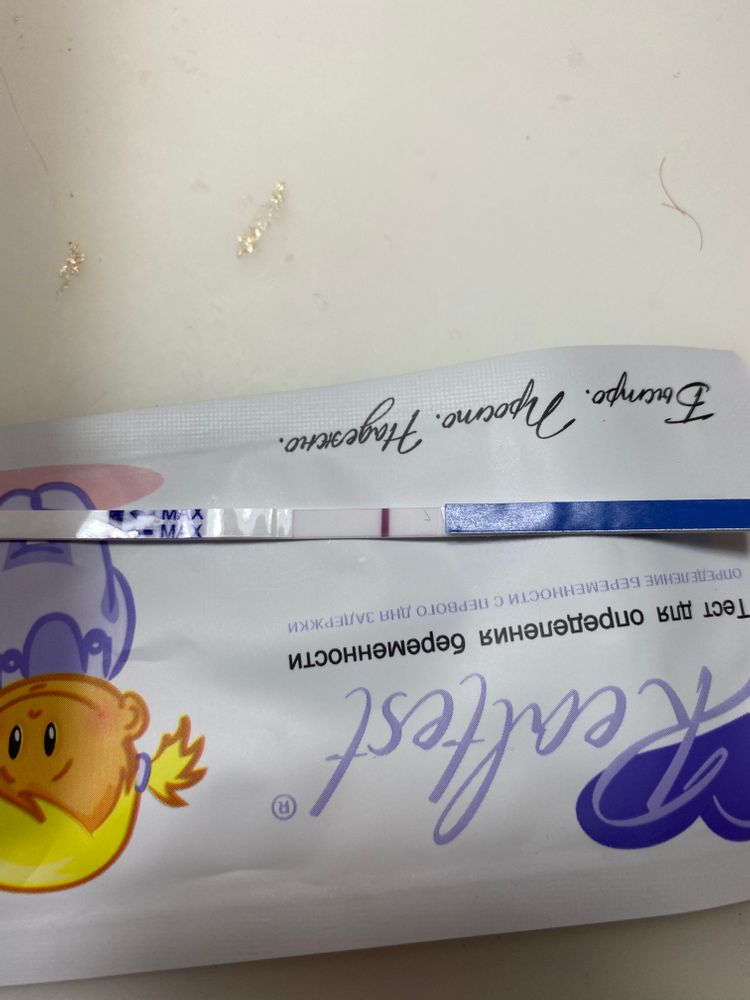 MAX
MAX
Realtest ®
Тест для определения беременности
ОПРЕДЕЛЕНИЕ БЕРЕМЕННОСТИ С ПЕРВОГО ДНЯ ЗАДЕРЖКИ
Быстро. Просто. Надежно.